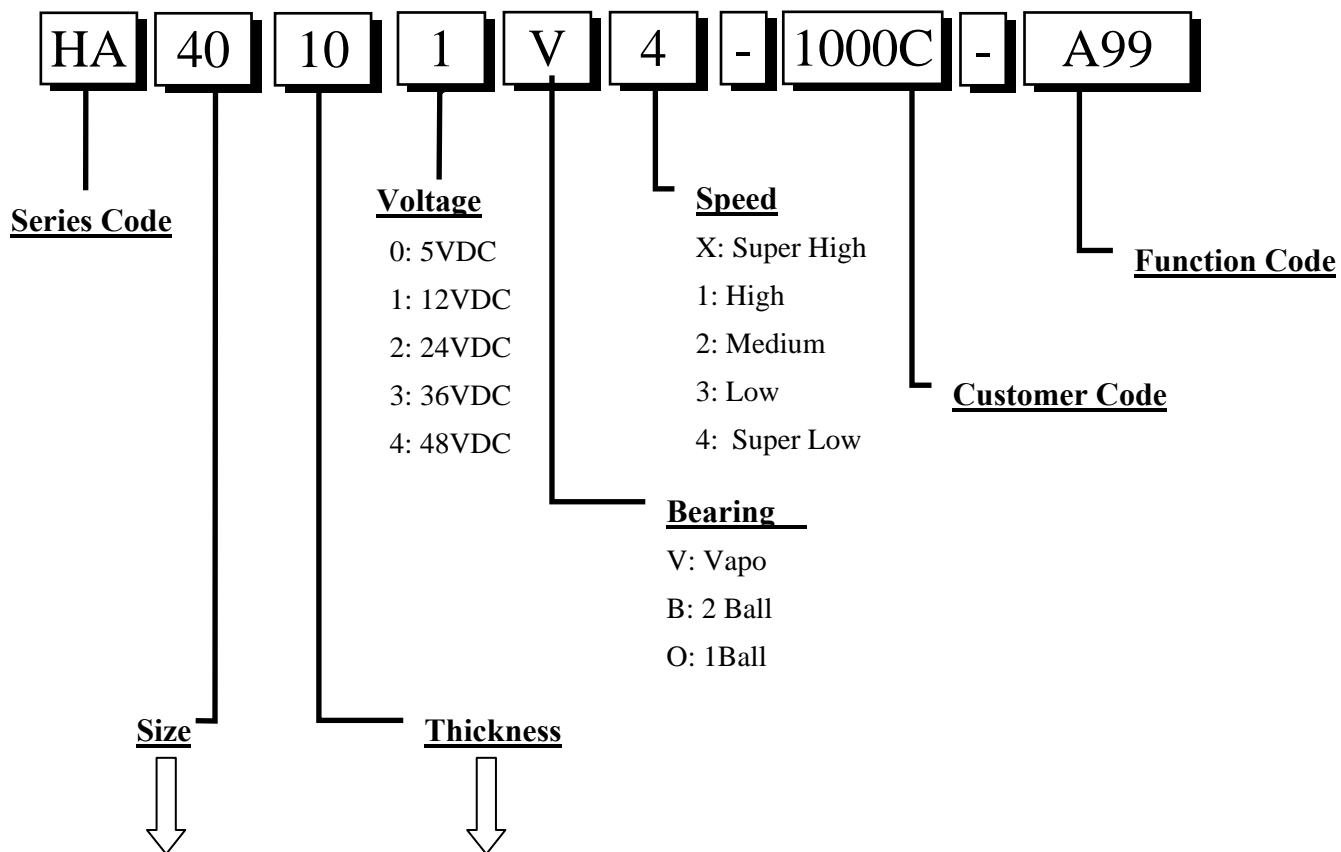 HA 40 10 1 V 4 - 1000C - A99
Series Code
Voltage
0: 5VDC
1: 12VDC
2: 24VDC
3: 36VDC
4: 48VDC
Speed
X: Super High
1: High
2: Medium
3: Low
4: Super Low
Function Code
Customer Code
Bearing
V: Vapo
B: 2 Ball
O: 1Ball
Size
Thickness